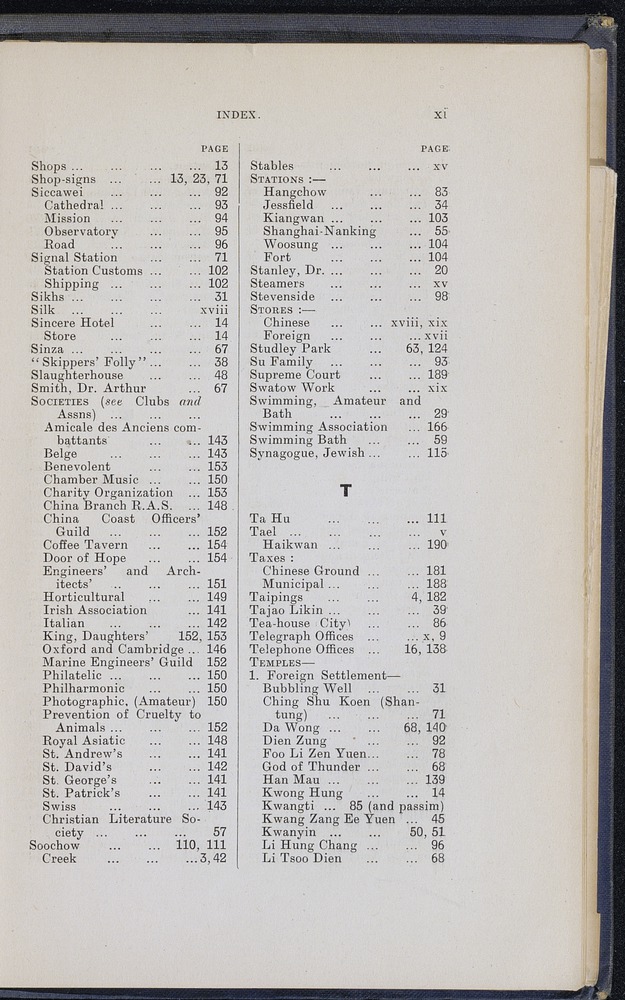 INDEX. xi
PAGE
Shops ... ... ... ... 13
Shop-signs ... ... 13, 23, 71
Siccawei ... ... ... 92
Cathedral ... ... ... 93
Mission ... ... ... 94
Observatory ... ... 95
Road ... ... ... 96
Signal Station ... ... 71
Station Customs ... ... 102
Shipping ... ... ... 102
Sikhs ... ... ... ... 31
Silk ... ... ... xviii
Sincere Hotel ... ... 14
Store ... ... ... 14
Sinza ... ... ... ... 67
"Skippers' Folly" ... ... 38
Slaughterhouse ... ... 48
Smith, Dr. Arthur ... 67
SOCIETIES (see Clubs and
Assns) ... ... ...
Amicale des Anciens com-
battants ... ... 143
Belge ... ... ... 143
Benevolent ... ... 153
Chamber Music ... ... 150
Charity Organization ... 153
China Branch R.A.S. ... 148
China Coast Officers'
Guild ... ... ... 152
Coffee Tavern ... ... 154
Door of Hope ... ... 154
Engineers' and Arch-
itects' .. ... ... 151
Horticultural ... ... 149
Irish Association ... 141
Italian ... ... ... 142
King, Daughters' 152, 153
Oxford and Cambridge ... 146
Marine Engineers' Guild 152
Philatelic ... ... ... 150
Philharmonic ... ... 150
Photographic, (Amateur) 150
Prevention of Cruelty to
Animals ... ... ... 152
Royal Asiatic ... ... 148
St. Andrew's ... ... 141
St. David's ... ... 142
St. George's ... ... 141
St. Patrick's ... ... 141
Swiss ... ... ... 143
Christian Literature So-
ciety ... ... ... 57
Soochow ... ... 110, 111
Creek ... ... ... 3, 42
PAGE
Stables ... ... ... xv
STATIONS :—
Hangchow ... ... 83
Jessfield ... ... ... 34
Kiangwan ... ... ... 103
Shanghai-Nanking ... 55
Woosung ... ... ... 104
Fort ... ... ... 104
Stanley, Dr. ... ... ... 20
Steamers ... ... ... xv
Stevenside ... ... ... 98
STORES :—
Chinese ... ... xviii, xix
Foreign ... ... ... xvii
Studley Park ... 63, 124
Su Family ... ... ... 93
Supreme Court ... ... 189
Swatow Work ... ... xix
Swimming, Amateur and
Bath ... ... ... 29
Swimming Association ... 166
Swimming Bath ... ... 59
Synagogue, Jewish ... ... 115
T
Ta Hu ... ... ... 111
Tael ... ... ... ... v
Haikwan ... ... ... 190
Taxes :
Chinese Ground ... ... 181
Municipal ... ... ... 188
Taipings ... ... 4, 182
Tajao Likin ... ... ... 39
Tea-house (City) ... ... 86
Telegraph Offices ... ... x, 9
Telephone Offices ... 16, 138
TEMPLES—
1. Foreign Settlement—
Bubbling Well ... ... 31
Ching Shu Koen (Shan-
tung) ... ... ... 71
Da Wong ... ... 68, 140
Dien Zung ... ... 92
Foo Li Zen Yuen... ... 78
God of Thunder ... ... 68
Han Mau ... ... ... 139
Kwong Hung ... ... 14
Kwangti ... 85 (and passim)
Kwang Zang Ee Yuen ... 45
Kwanyin ... ... 50, 51
Li Hung Chang ... ... 96
Li Tsoo Dien ... ... 68